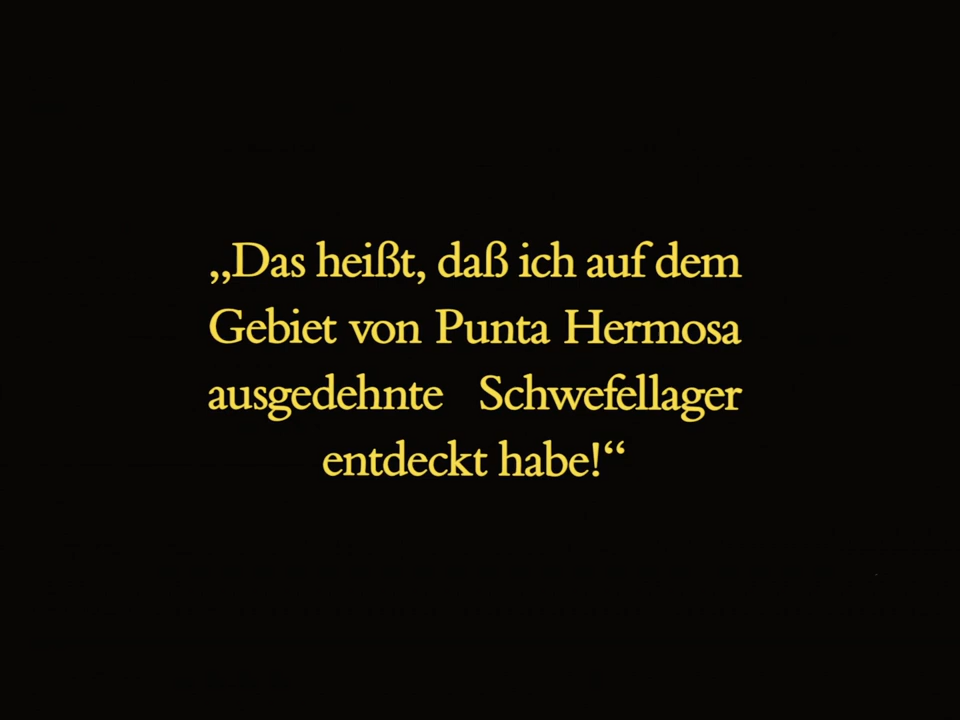 „Das heißt, daß ich auf dem
Gebiet von Punta Hermosa
ausgedehnte Schwefellager
entdeckt habe!“